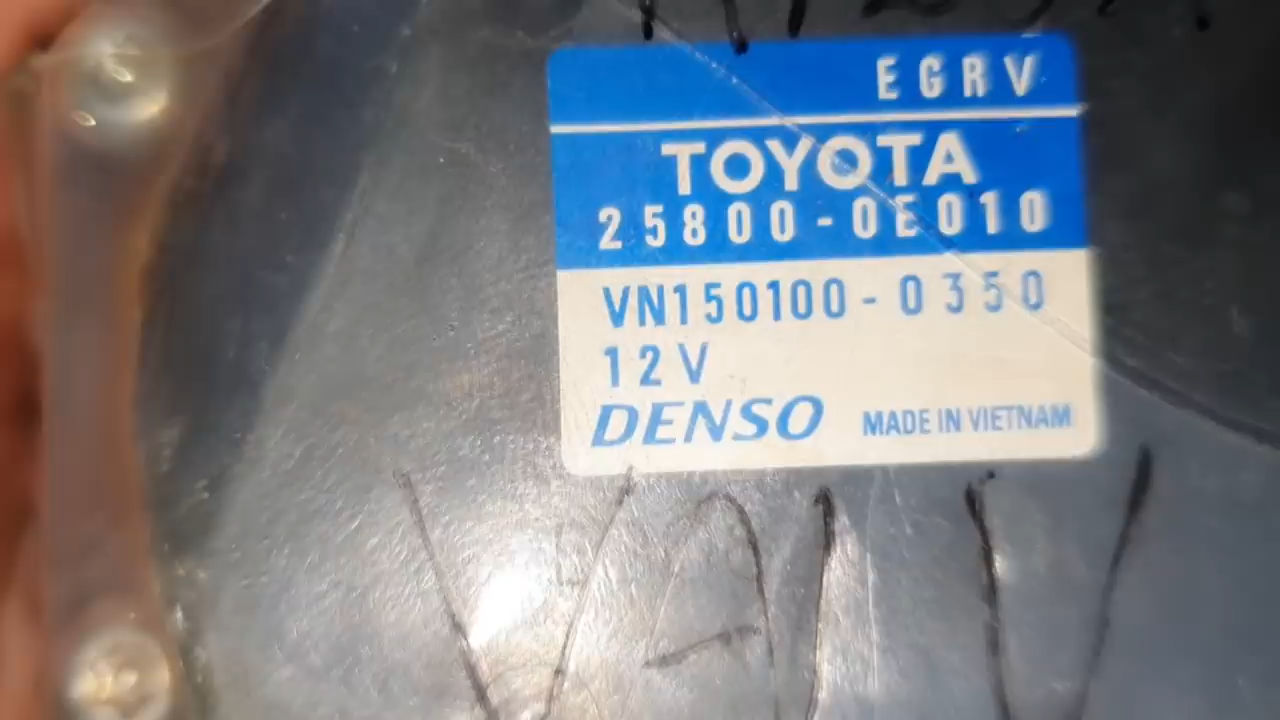 EGRV
TOYOTA
25800-0E010
VN150100-0350
12V
DENSO MADE IN VIETNAM